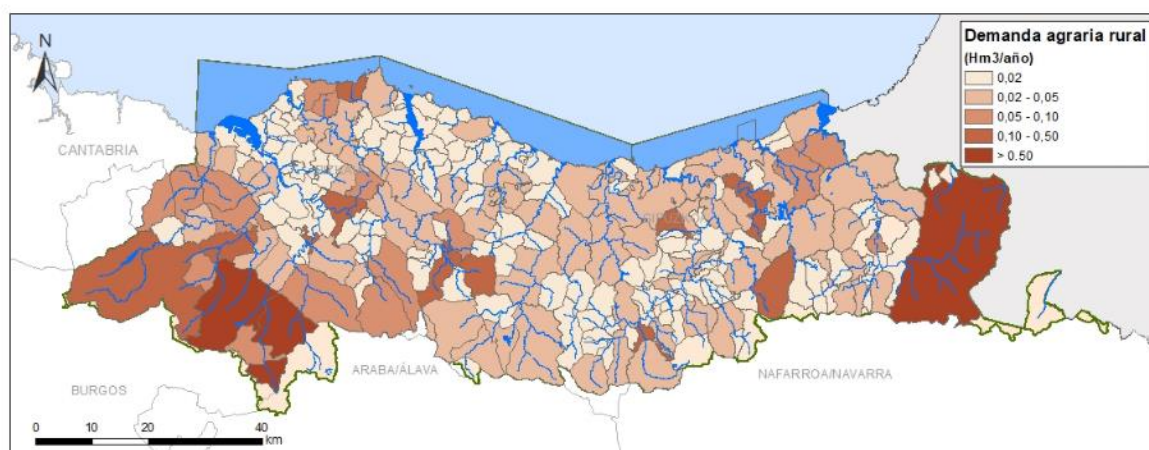 N
Demanda agraria rural
(Hm3/año)
0,02
0,02 - 0,05
0,05 - 0,10
0,10 - 0,50
> 0.50
CANTABRIA
BURGOS
ARABA/ÁLAVA
NAFARROA/NAVARRA
0 10 20 40
km